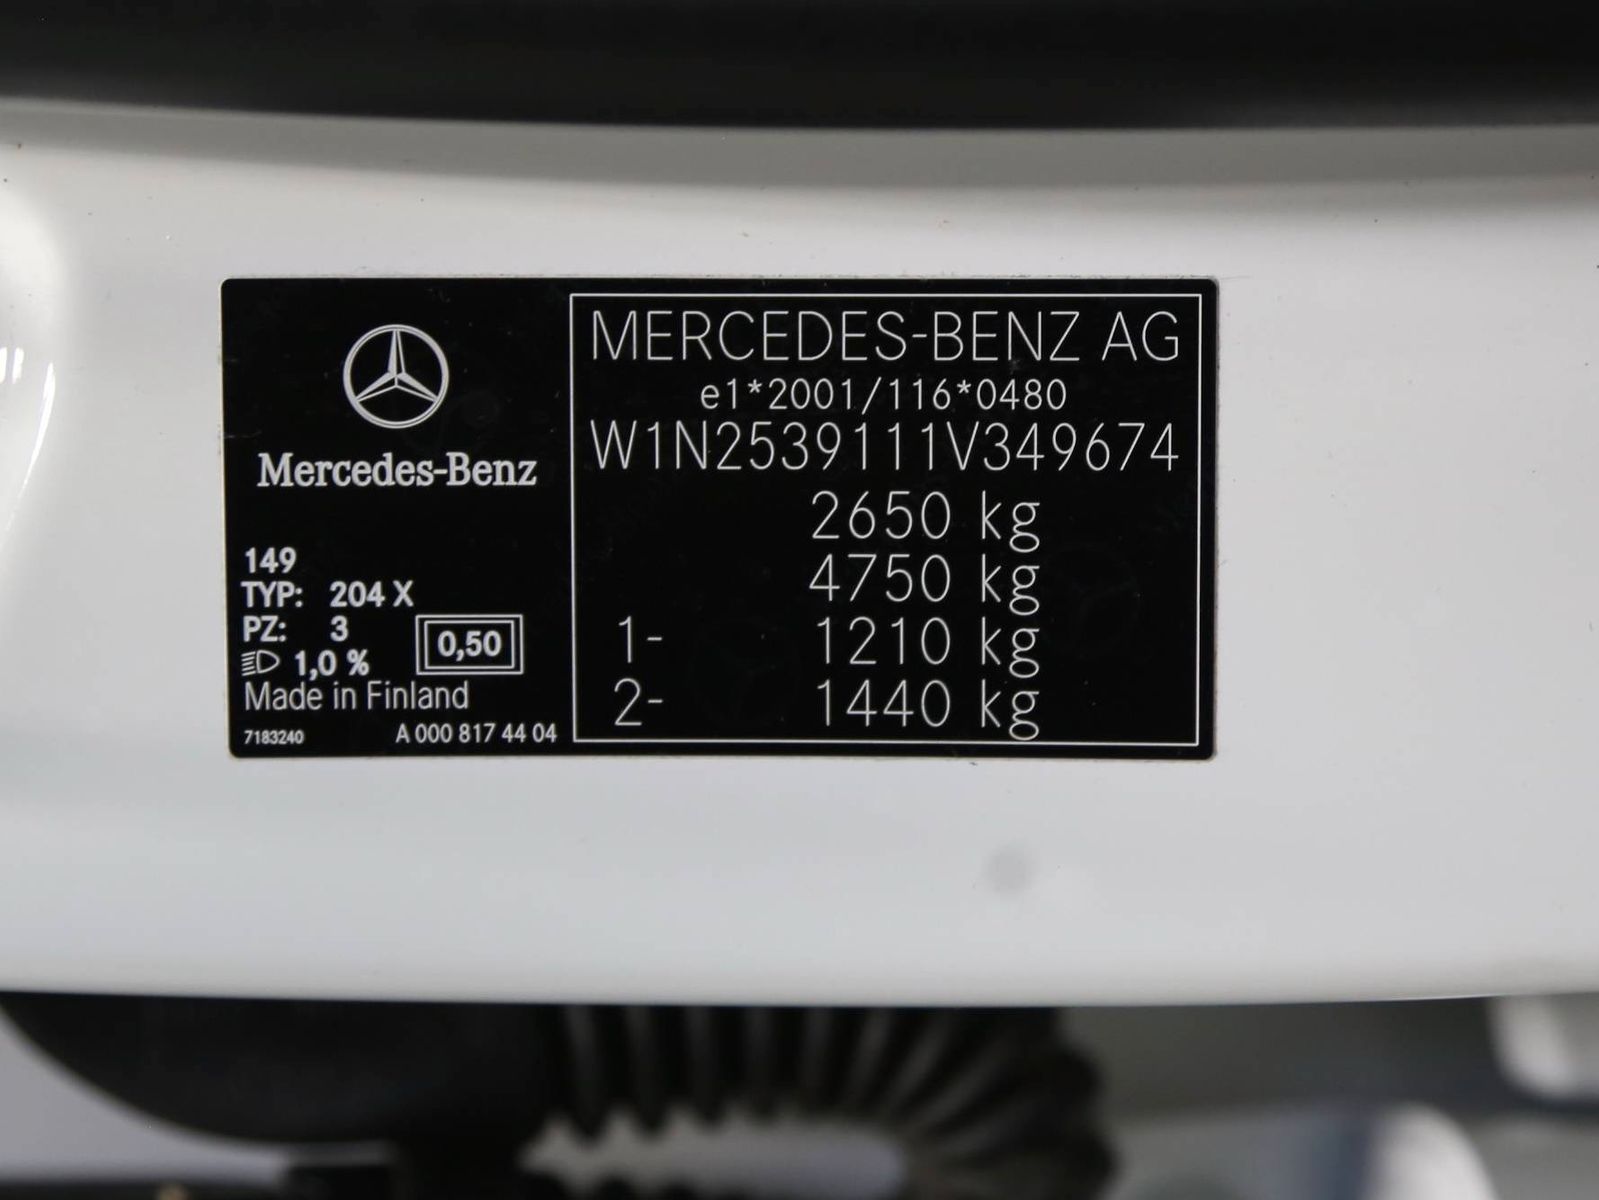 Mercedes-Benz
149
TYP: 204 X
PZ: 3
1,0 %
0,50
Made in Finland
7183240 A 000 817 44 04
MERCEDES-BENZ AG
e1*2001/116*0480
W1N2539111V349674
2650 kg
4750 kg
1- 1210 kg
2- 1440 kg